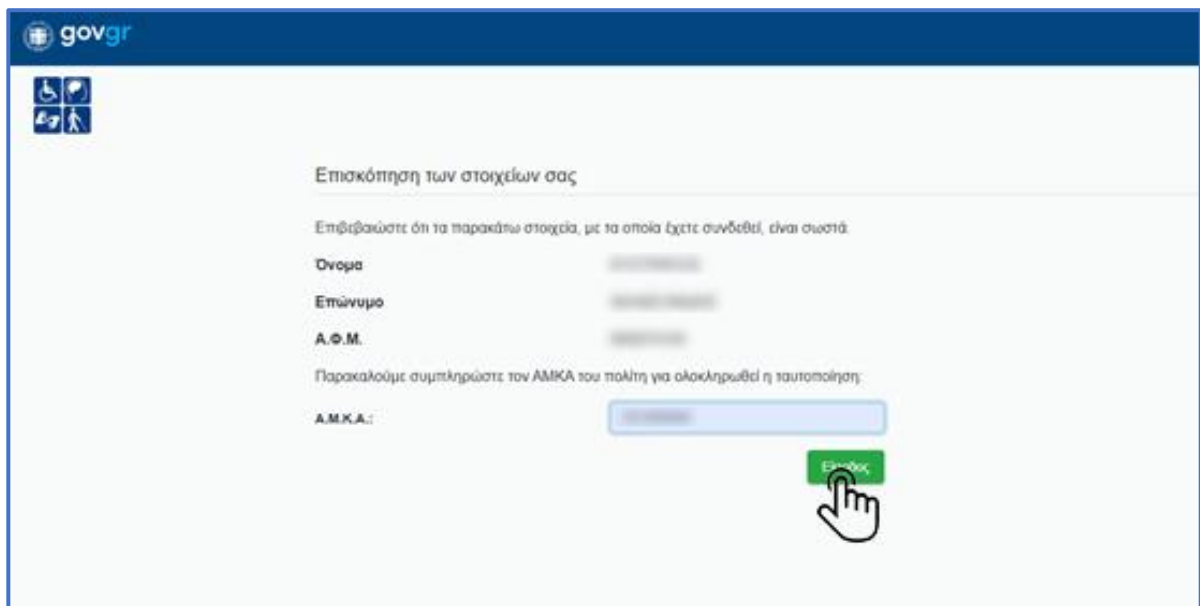 govgr
Επισκόπηση των στοιχείων σας
Επιβεβαιώστε ότι τα παρακάτω στοιχεία, με τα οποία έχετε συνδεθεί, είναι σωστά:
Όνομα
Επώνυμο
Α.Φ.Μ.
Παρακαλούμε συμπληρώστε τον ΑΜΚΑ του πολίτη για ολοκληρωθεί η ταυτοποίηση:
Α.Μ.Κ.Α.:
Είσοδος